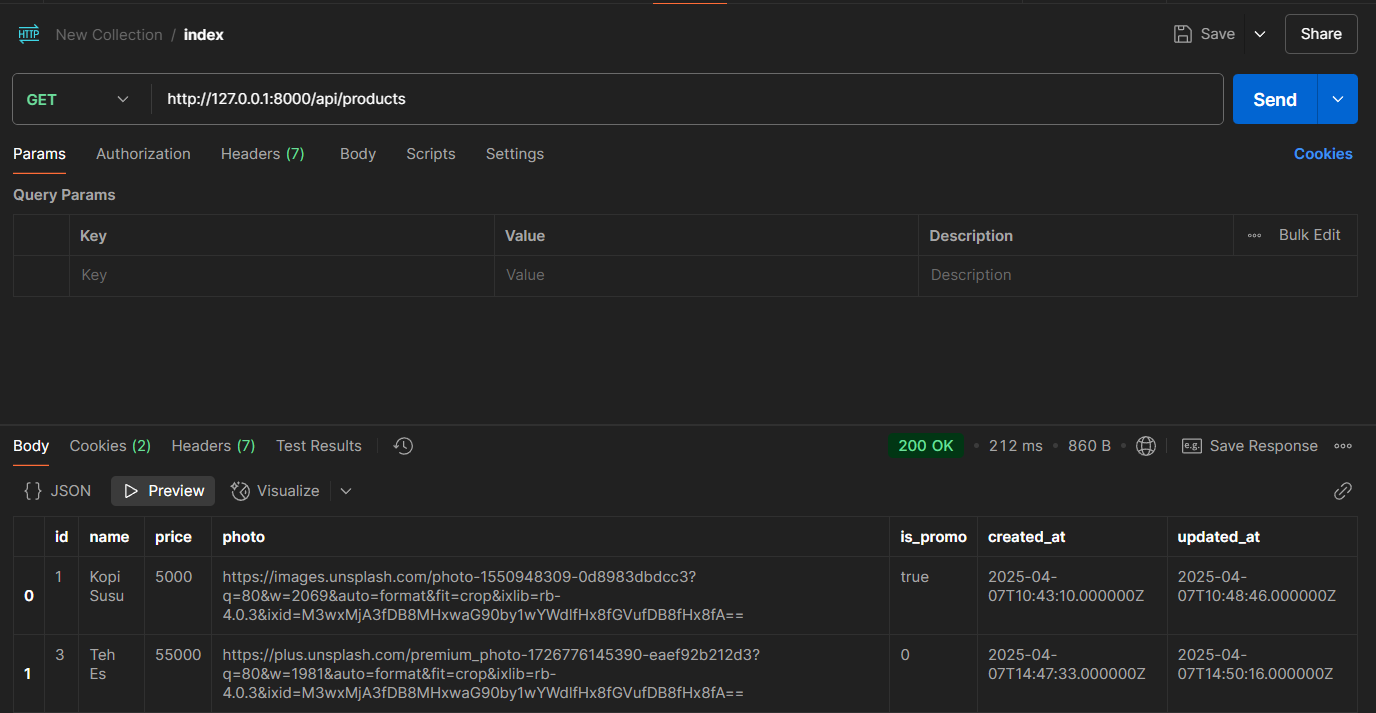 HTTP New Collection / index Save Share
GET http://127.0.0.1:8000/api/products Send
Params Authorization Headers (7) Body Scripts Settings Cookies
Query Params
Key Value Description Bulk Edit
Key Value Description
Body Cookies (2) Headers (7) Test Results 200 OK • 212 ms • 860 B • e.g. Save Response
{} JSON Preview Visualize
id name price photo is_promo created_at updated_at
0 1 Kopi 5000 https://images.unsplash.com/photo-1550948309-0d8983dbdcc3? true 2025-04- 2025-04-
Susu q=80&w=2069&auto=format&fit=crop&ixlib=rb- 07T10:43:10.000000Z 07T10:48:46.000000Z
4.0.3&ixid=M3wxMjA3fDB8MHxwaG90by1wYWdlfHx8fGVufDB8fHx8fA==
1 3 Teh 55000 https://plus.unsplash.com/premium_photo-1726776145390-eaef92b212d3? 0 2025-04- 2025-04-
Es q=80&w=1981&auto=format&fit=crop&ixlib=rb- 07T14:47:33.000000Z 07T14:50:16.000000Z
4.0.3&ixid=M3wxMjA3fDB8MHxwaG90by1wYWdlfHx8fGVufDB8fHx8fA==